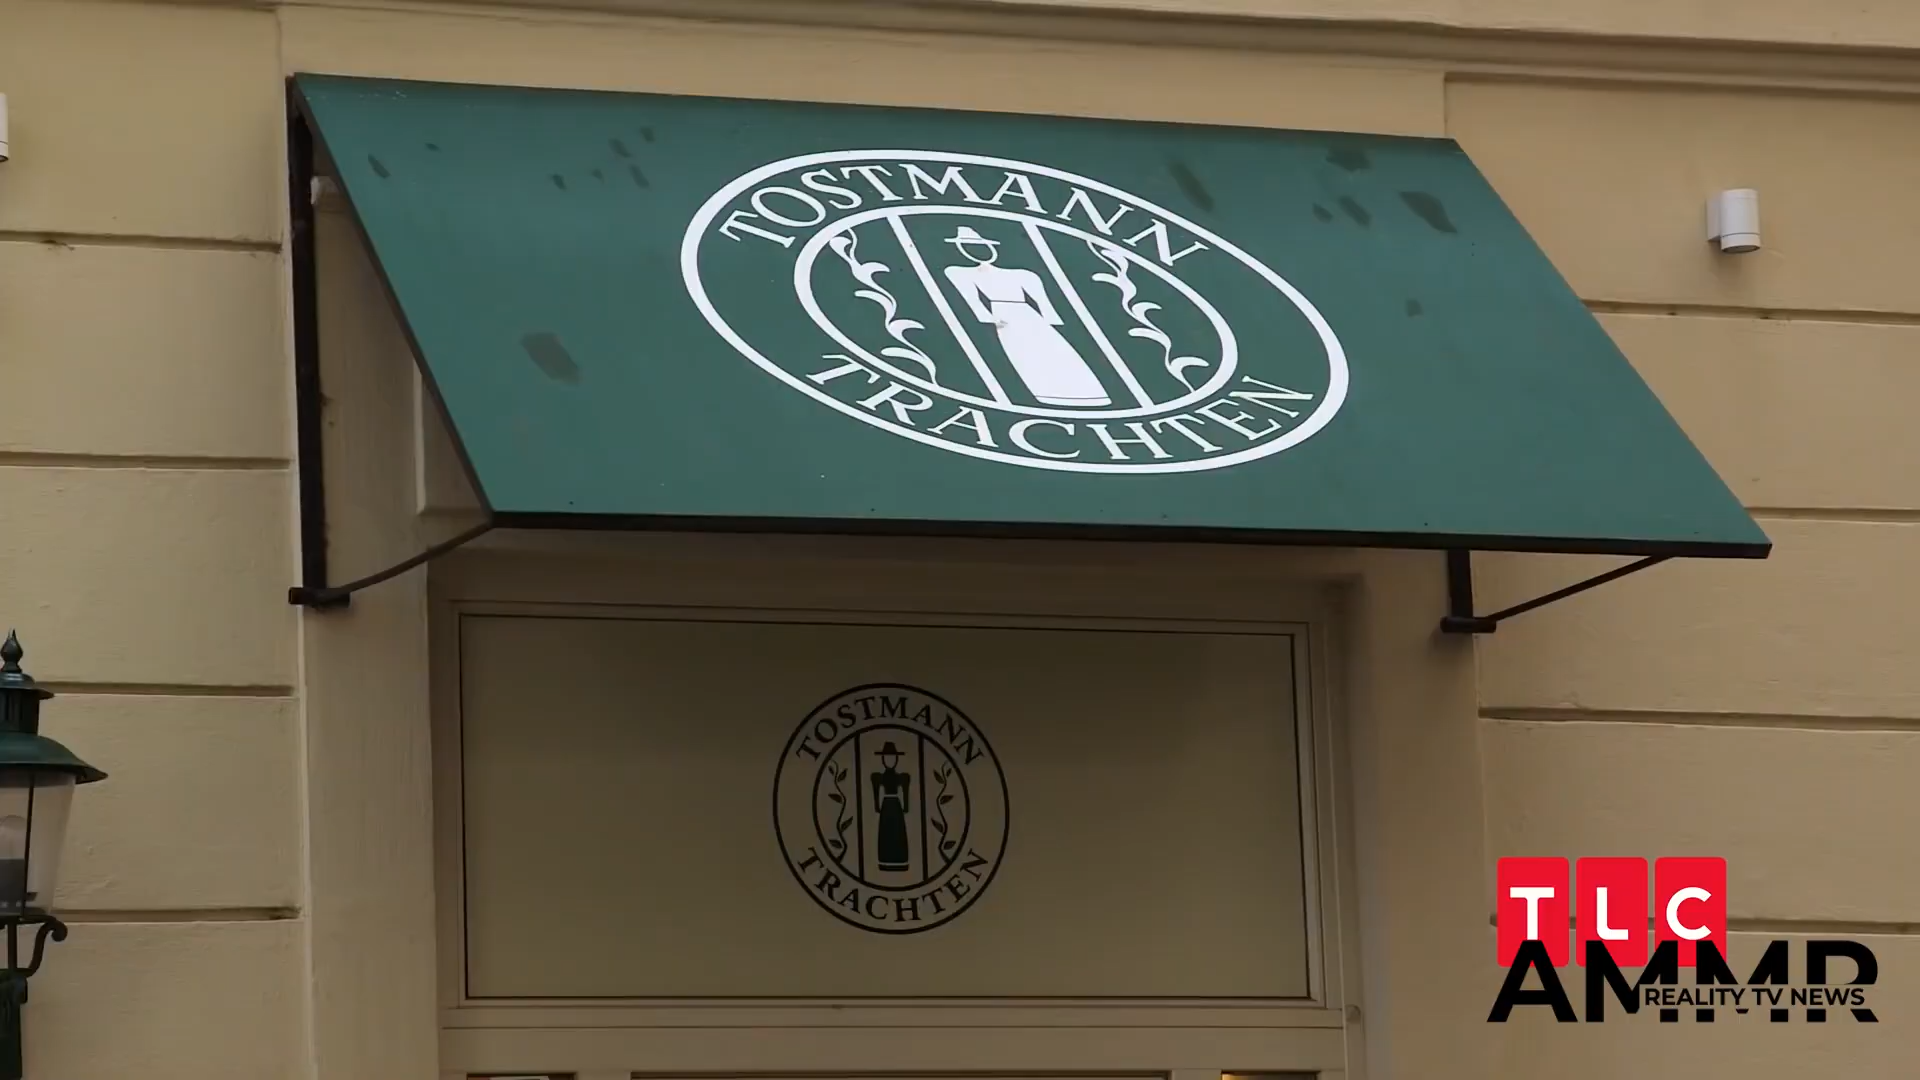 TOSTMANN
TRACHTEN
TOSTMANN
TRACHTEN
TLC
AMMR
REALITY TV NEWS